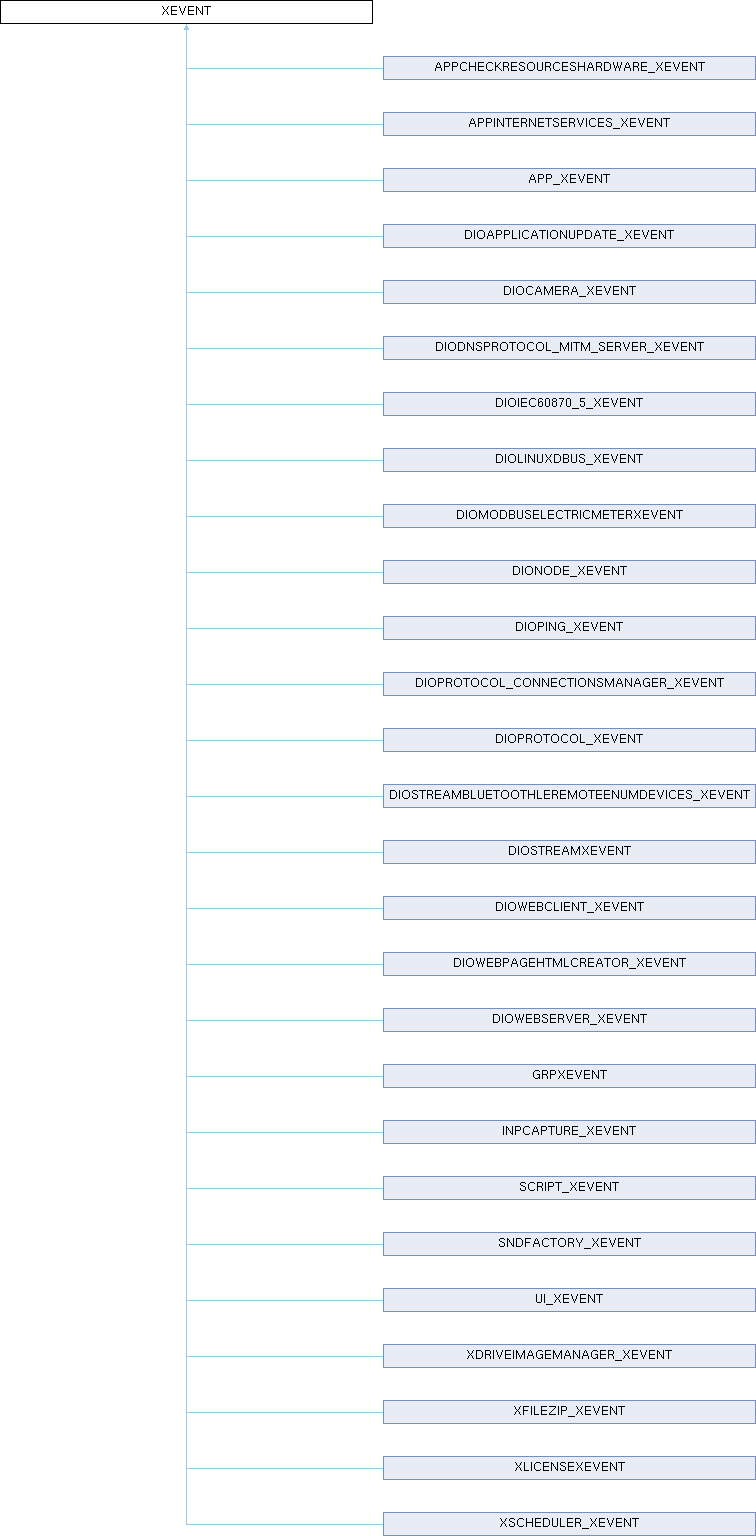 XEVENT
APPCHECKRESOURCESHARDWARE_XEVENT
APPINTERNETSERVICES_XEVENT
APP_XEVENT
DIOAPPLICATIONUPDATE_XEVENT
DIOCAMERA_XEVENT
DIODNSPROTOCOL_MITM_SERVER_XEVENT
DIOIEC60870_5_XEVENT
DIOLINUXDBUS_XEVENT
DIOMODBUSELECTRICMETERXEVENT
DIONODE_XEVENT
DIOPING_XEVENT
DIOPROTOCOL_CONNECTIONSMANAGER_XEVENT
DIOPROTOCOL_XEVENT
DIOSTREAMBLUETOOTHLEREMOTEENUMDEVICES_XEVENT
DIOSTREAMXEVENT
DIOWEBCLIENT_XEVENT
DIOWEBPAGEHTMLCREATOR_XEVENT
DIOWEBSERVER_XEVENT
GRPXEVENT
INPCAPTURE_XEVENT
SCRIPT_XEVENT
SNDFACTORY_XEVENT
UI_XEVENT
XDRIVEIMAGEMANAGER_XEVENT
XFILEZIP_XEVENT
XLICENSEXEVENT
XSCHEDULER_XEVENT